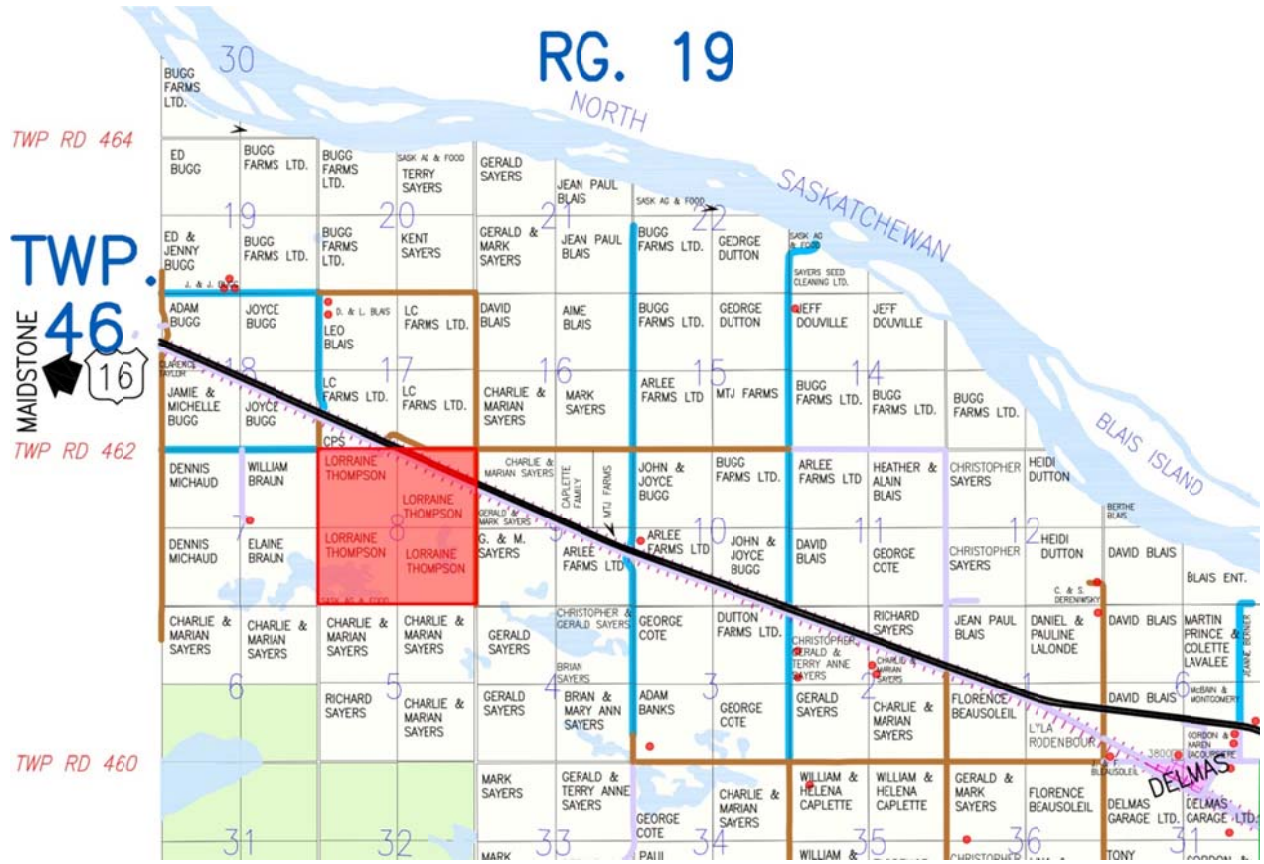 RG. 19
30
BUGG
FARMS
LTD.
NORTH
TWP RD 464
ED
BUGG
BUGG
FARMS LTD.
BUGG
FARMS
LTD.
SASK AG & FOOD
TERRY
SAYERS
GERALD
SAYERS
JEAN PAUL
BLAIS
SASK AG & FOOD
SASKATCHEWAN
19
20
21
22
TWP.
46
ED &
JENNY
BUGG
BUGG
FARMS LTD.
BUGG
FARMS
LTD.
KENT
SAYERS
GERALD &
MARK
SAYERS
JEAN PAUL
BLAIS
BUGG
FARMS LTD.
GEORGE
DUTTON
SASK AG
& FOOD
SAYERS SEED
CLEANING LTD.
J. & J. BUGG
ADAM
BUGG
JOYCE
BUGG
D. & L. BLAIS
LEO
BLAIS
LC
FARMS LTD.
DAVID
BLAIS
AIME
BLAIS
BUGG
FARMS LTD.
GEORGE
DUTTON
JEFF
DOUVILLE
JEFF
DOUVILLE
MAIDSTONE
16
CLARENCE
TAYLOR
18
17
16
15
14
JAMIE &
MICHELLE
BUGG
JOYCE
BUGG
LC
FARMS LTD.
LC
FARMS LTD.
CHARLIE &
MARIAN
SAYERS
MARK
SAYERS
ARLEE
FARMS LTD
MTJ FARMS
BUGG
FARMS LTD.
BUGG
FARMS LTD.
BUGG
FARMS LTD.
BLAIS ISLAND
CPS
TWP RD 462
DENNIS
MICHAUD
WILLIAM
BRAUN
LORRAINE
THOMPSON
LORRAINE
THOMPSON
CHARLIE &
MARIAN SAYERS
CAPLETTE
FAMILY
MTJ FARMS
JOHN &
JOYCE
BUGG
BUGG
FARMS LTD.
ARLEE
FARMS LTD
HEATHER &
ALAIN
BLAIS
CHRISTOPHER
SAYERS
HEIDI
DUTTON
GERALD &
MARK SAYERS
BERTHE
BLAIS
7
8
9
10
11
12
DENNIS
MICHAUD
ELAINE
BRAUN
LORRAINE
THOMPSON
LORRAINE
THOMPSON
G. & M.
SAYERS
ARLEE
FARMS LTD
ARLEE
FARMS LTD
JOHN &
JOYCE
BUGG
DAVID
BLAIS
GEORGE
COTE
CHRISTOPHER
SAYERS
HEIDI
DUTTON
DAVID BLAIS
BLAIS ENT.
SASK AG & FOOD
C. & S.
DERENIWSKY
CHARLIE &
MARIAN
SAYERS
CHARLIE &
MARIAN
SAYERS
CHARLIE &
MARIAN
SAYERS
CHARLIE &
MARIAN
SAYERS
GERALD
SAYERS
CHRISTOPHER &
GERALD SAYERS
BRIAN
SAYERS
GEORGE
COTE
DUTTON
FARMS LTD.
CHRISTOPHER
GERALD &
TERRY ANNE
SAYERS
RICHARD
SAYERS
CHARLIE &
MARIAN
SAYERS
JEAN PAUL
BLAIS
DANIEL &
PAULINE
LALONDE
DAVID BLAIS
MARTIN
PRINCE &
COLETTE
LAVALEE
JEANNE BERNIER
6
5
4
3
2
1
6
RICHARD
SAYERS
CHARLIE &
MARIAN
SAYERS
GERALD
SAYERS
BRIAN &
MARY ANN
SAYERS
ADAM
BANKS
GEORGE
COTE
GERALD
SAYERS
CHARLIE &
MARIAN
SAYERS
FLORENCE
BEAUSOLEIL
LYLA
RODENBOUR
DAVID BLAIS
McBAIN &
MONTGOMERY
TWP RD 460
DELMAS
MARK
SAYERS
GERALD &
TERRY ANNE
SAYERS
GEORGE
COTE
CHARLIE &
MARIAN
SAYERS
WILLIAM &
HELENA
CAPLETTE
WILLIAM &
HELENA
CAPLETTE
GERALD &
MARK
SAYERS
FLORENCE
BEAUSOLEIL
DELMAS
GARAGE LTD.
DELMAS
GARAGE LTD.
31
32
33
34
35
36
31
MARK
PAUL
WILLIAM &
CHRISTOPHER
TONY